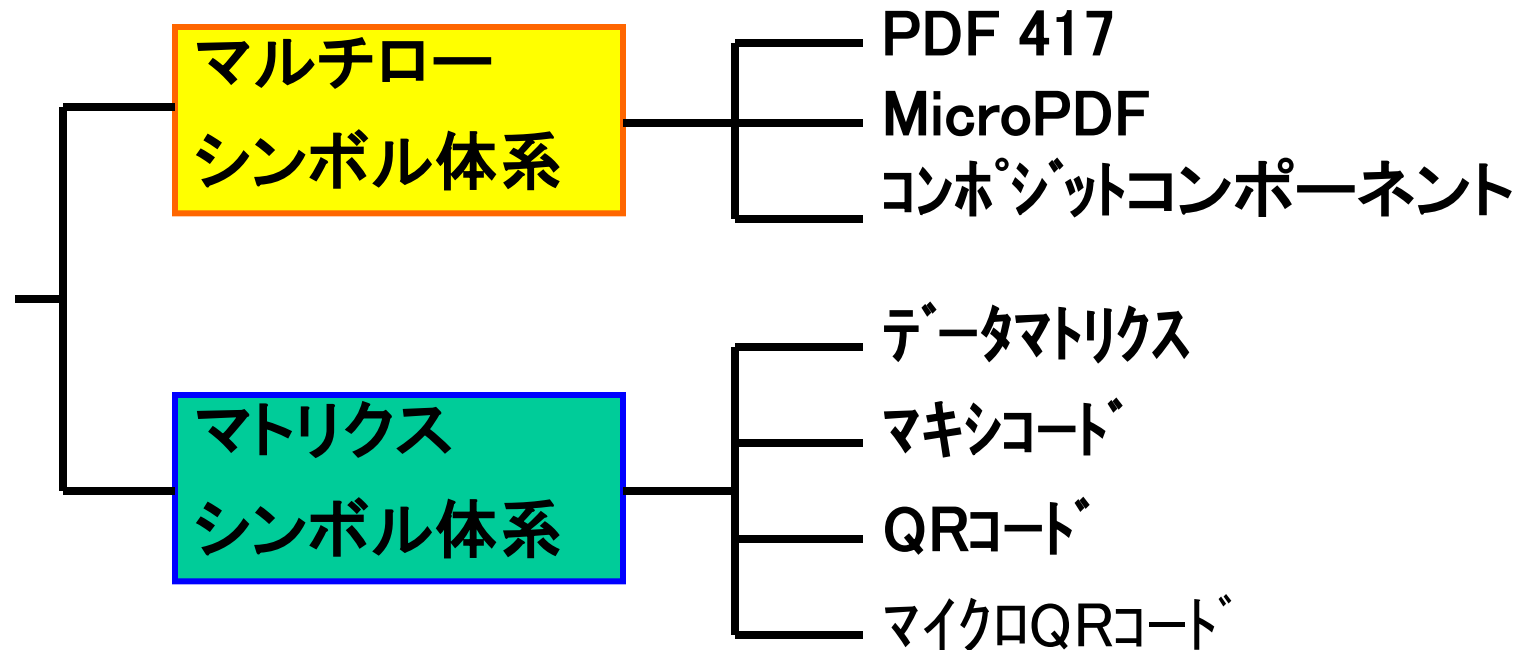 マルチロー
シンボル体系
PDF 417
MicroPDF
ｺﾝﾎﾟｼﾞｯﾄコンポーネント
マトリクス
シンボル体系
ﾃﾞｰﾀマトﾘｸｽ
マキシｺｰﾄﾞ
QRｺｰﾄﾞ
マイクロQRｺｰﾄﾞ